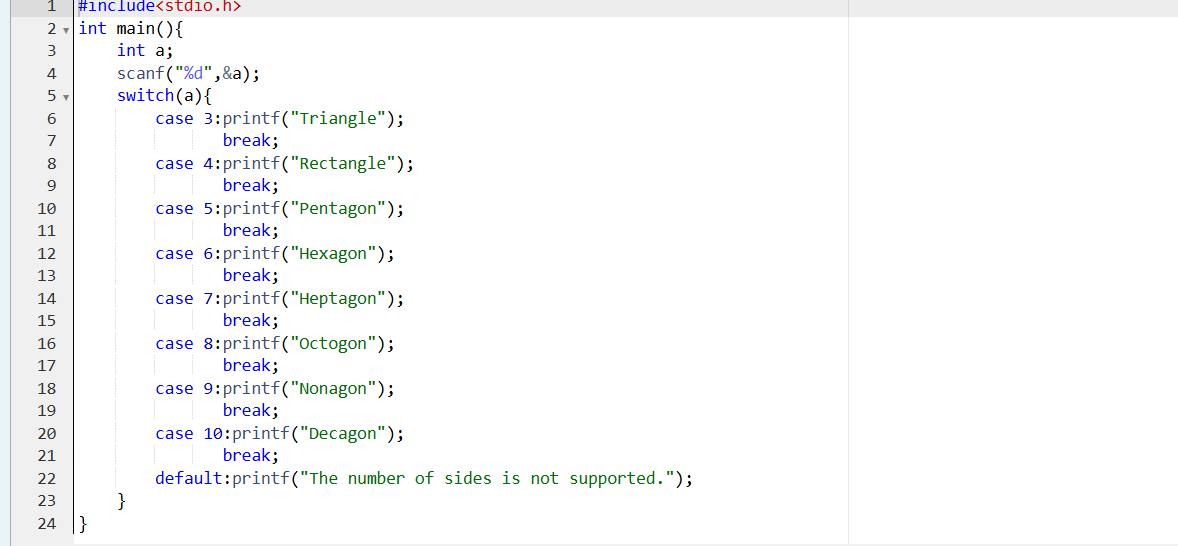 1 #include<stdio.h>
2 int main(){
3 int a;
4 scanf("%d",&a);
5 switch(a){
6 case 3:printf("Triangle");
7 break;
8 case 4:printf("Rectangle");
9 break;
10 case 5:printf("Pentagon");
11 break;
12 case 6:printf("Hexagon");
13 break;
14 case 7:printf("Heptagon");
15 break;
16 case 8:printf("Octogon");
17 break;
18 case 9:printf("Nonagon");
19 break;
20 case 10:printf("Decagon");
21 break;
22 default:printf("The number of sides is not supported.");
23 }
24 }